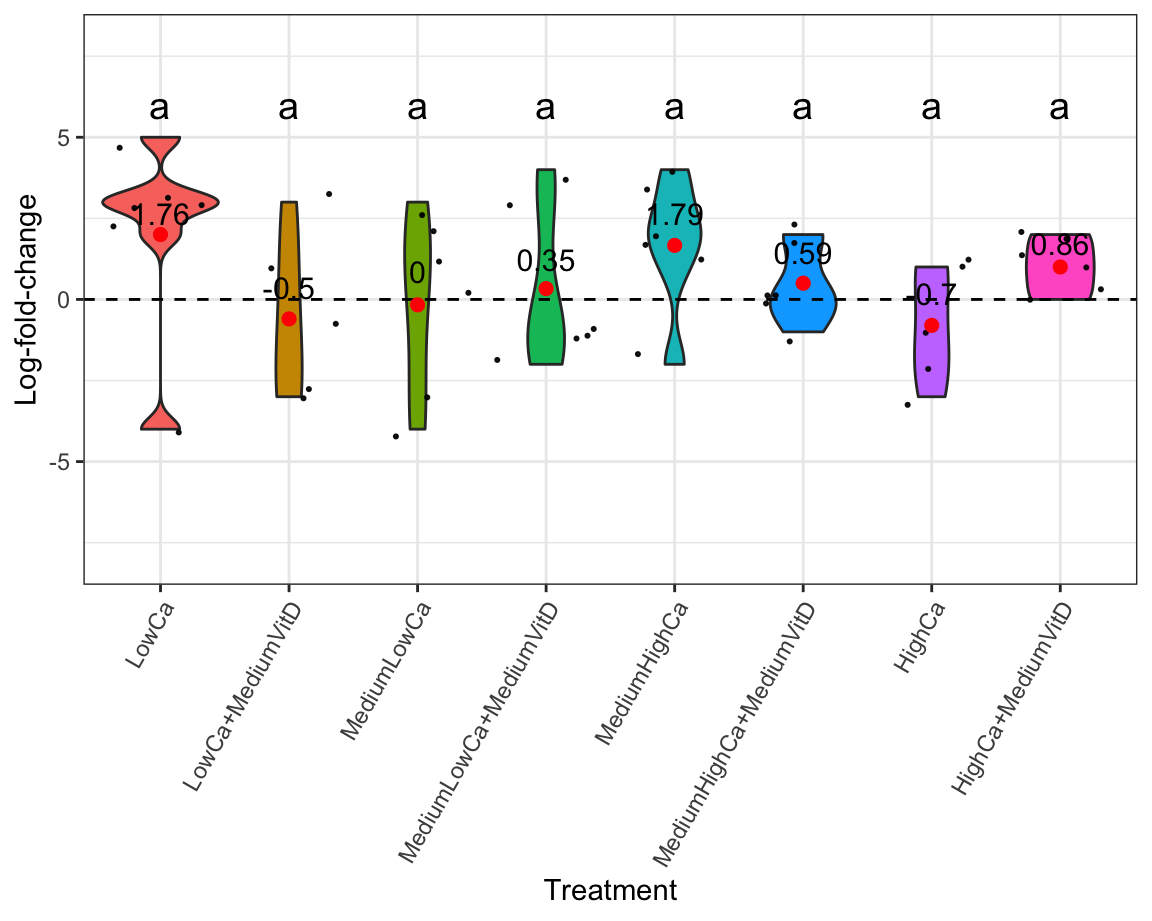 a a a a a a a a
5
0
-5
Log-fold-change
1.76 -0.5 0 0.35 1.79 0.59 -0.7 0.86
LowCa
LowCa+MediumVitD
MediumLowCa
MediumLowCa+MediumVitD
MediumHighCa
MediumHighCa+MediumVitD
HighCa
HighCa+MediumVitD
Treatment